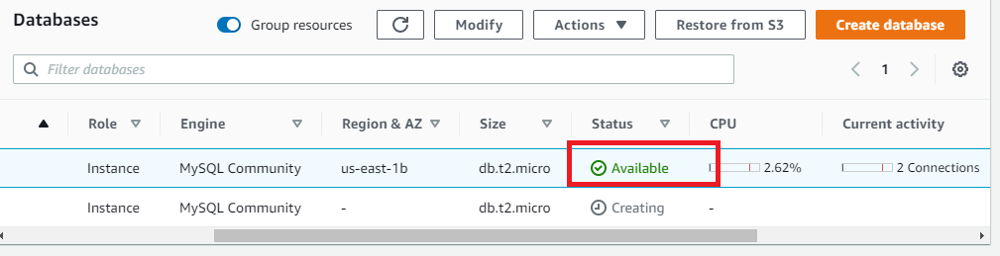 Databases
Group resources
Modify
Actions
Restore from S3
Create database
Filter databases
1
Role Engine Region & AZ Size Status CPU Current activity
Instance MySQL Community us-east-1b db.t2.micro Available 2.62% 2 Connections
Instance MySQL Community - db.t2.micro Creating -